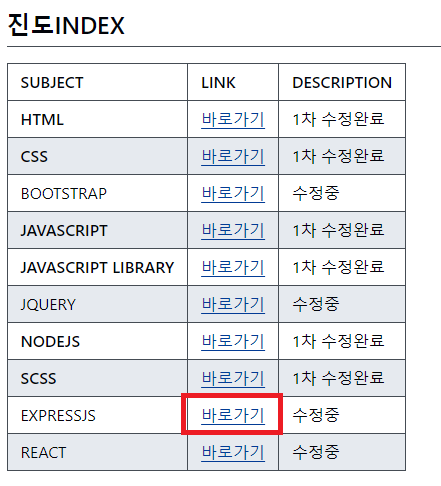 진도INDEX
SUBJECT LINK DESCRIPTION
HTML 바로가기 1차 수정완료
CSS 바로가기 1차 수정완료
BOOTSTRAP 바로가기 수정중
JAVASCRIPT 바로가기 1차 수정완료
JAVASCRIPT LIBRARY 바로가기 1차 수정완료
JQUERY 바로가기 수정중
NODEJS 바로가기 1차 수정완료
SCSS 바로가기 1차 수정완료
EXPRESSJS 바로가기 수정중
REACT 바로가기 수정중